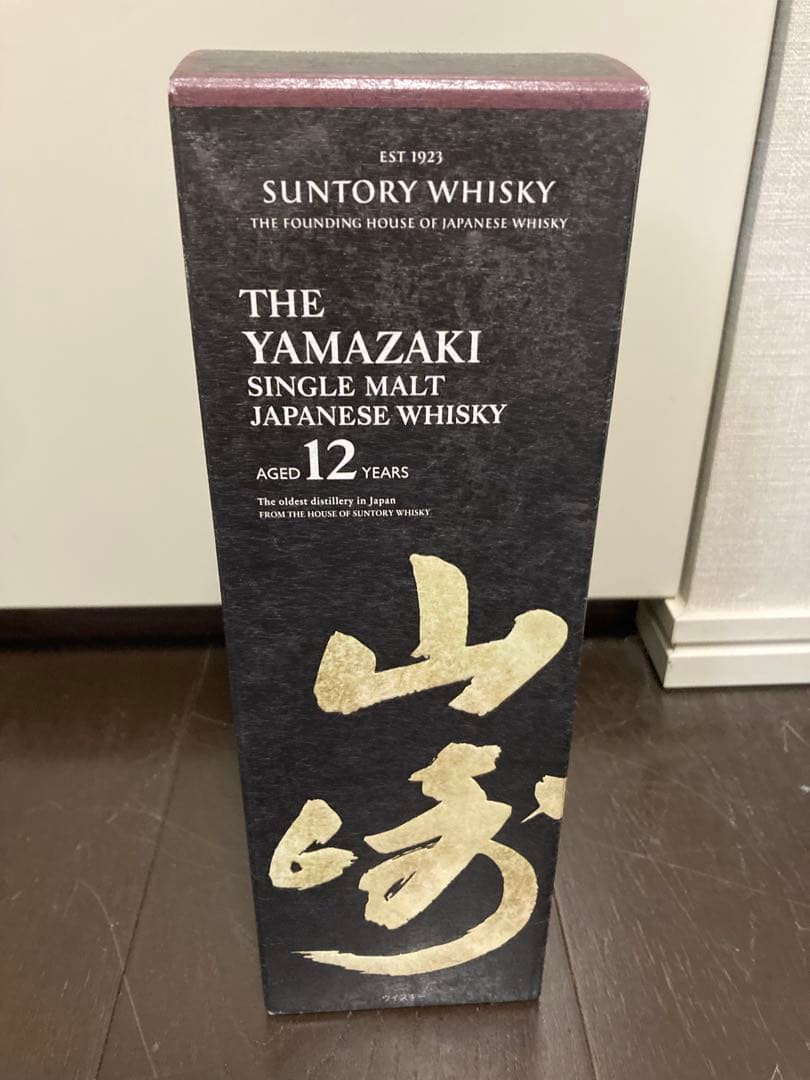 EST 1923
SUNTORY WHISKY
THE FOUNDING HOUSE OF JAPANESE WHISKY
THE
YAMAZAKI
SINGLE MALT
JAPANESE WHISKY
AGED 12 YEARS
The oldest distillery in Japan
FROM THE HOUSE OF SUNTORY WHISKY
山
崎
ウイスキー